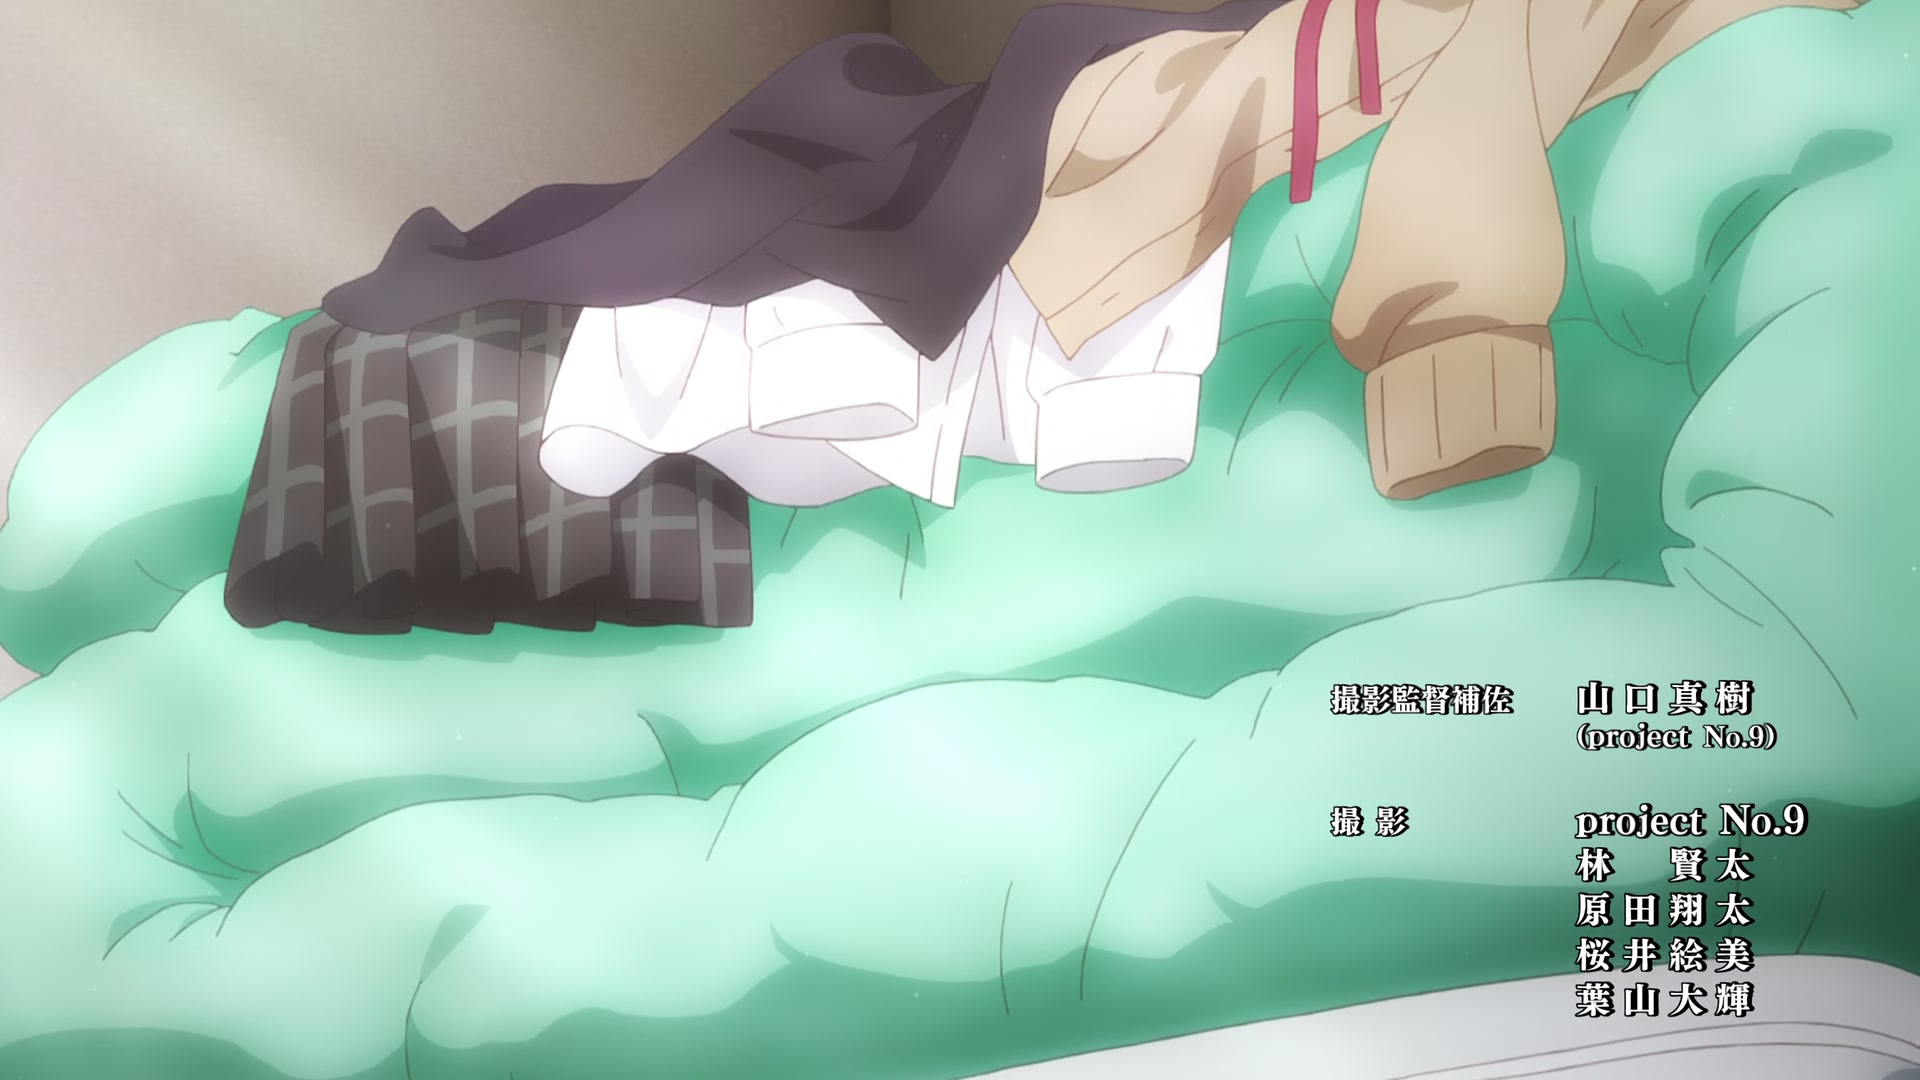 撮影監督補佐 山口真樹
(project No.9)
撮影 project No.9
林 賢太
原田翔太
桜井絵美
葉山大輝